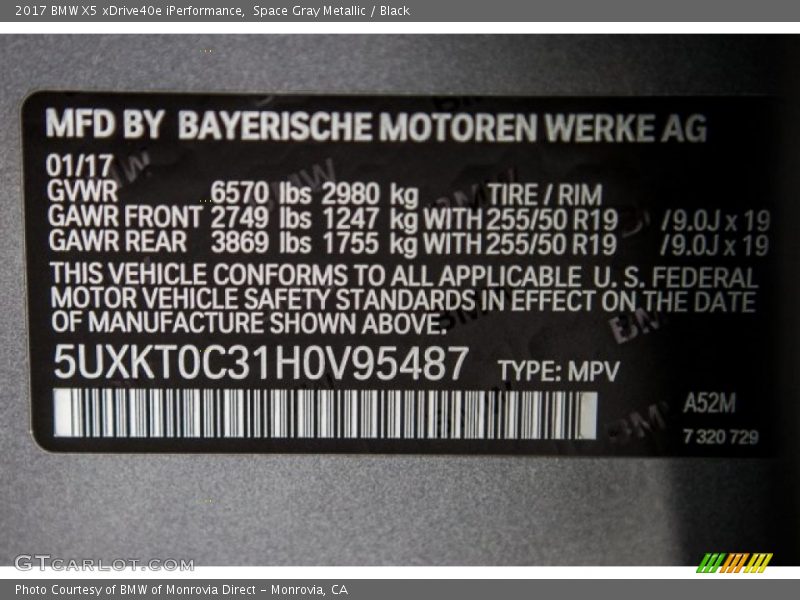 2017 BMW X5 xDrive40e iPerformance, Space Gray Metallic / Black
MFD BY BAYERISCHE MOTOREN WERKE AG
01/17
GVWR 6570 lbs 2980 kg TIRE / RIM
GAWR FRONT 2749 lbs 1247 kg WITH 255/50 R19 /9.0J x 19
GAWR REAR 3869 lbs 1755 kg WITH 255/50 R19 /9.0J x 19
THIS VEHICLE CONFORMS TO ALL APPLICABLE U. S. FEDERAL
MOTOR VEHICLE SAFETY STANDARDS IN EFFECT ON THE DATE
OF MANUFACTURE SHOWN ABOVE.
5UXKT0C31H0V95487 TYPE: MPV
A52M
7 320 729
GTCARLOT.COM
Photo Courtesy of BMW of Monrovia Direct - Monrovia, CA